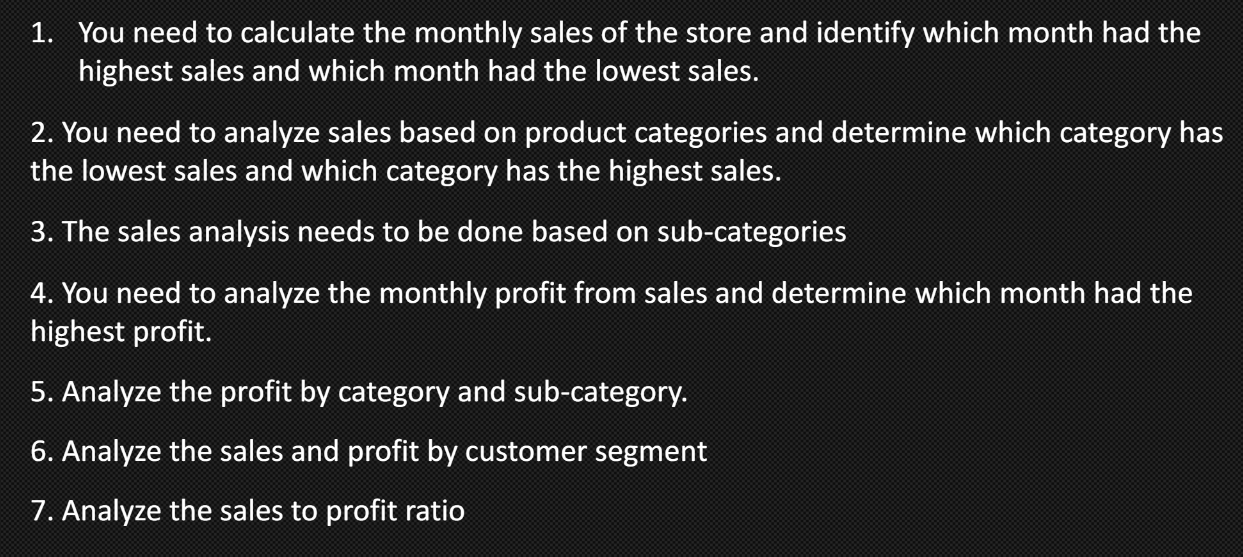 1. You need to calculate the monthly sales of the store and identify which month had the
highest sales and which month had the lowest sales.
2. You need to analyze sales based on product categories and determine which category has
the lowest sales and which category has the highest sales.
3. The sales analysis needs to be done based on sub-categories
4. You need to analyze the monthly profit from sales and determine which month had the
highest profit.
5. Analyze the profit by category and sub-category.
6. Analyze the sales and profit by customer segment
7. Analyze the sales to profit ratio